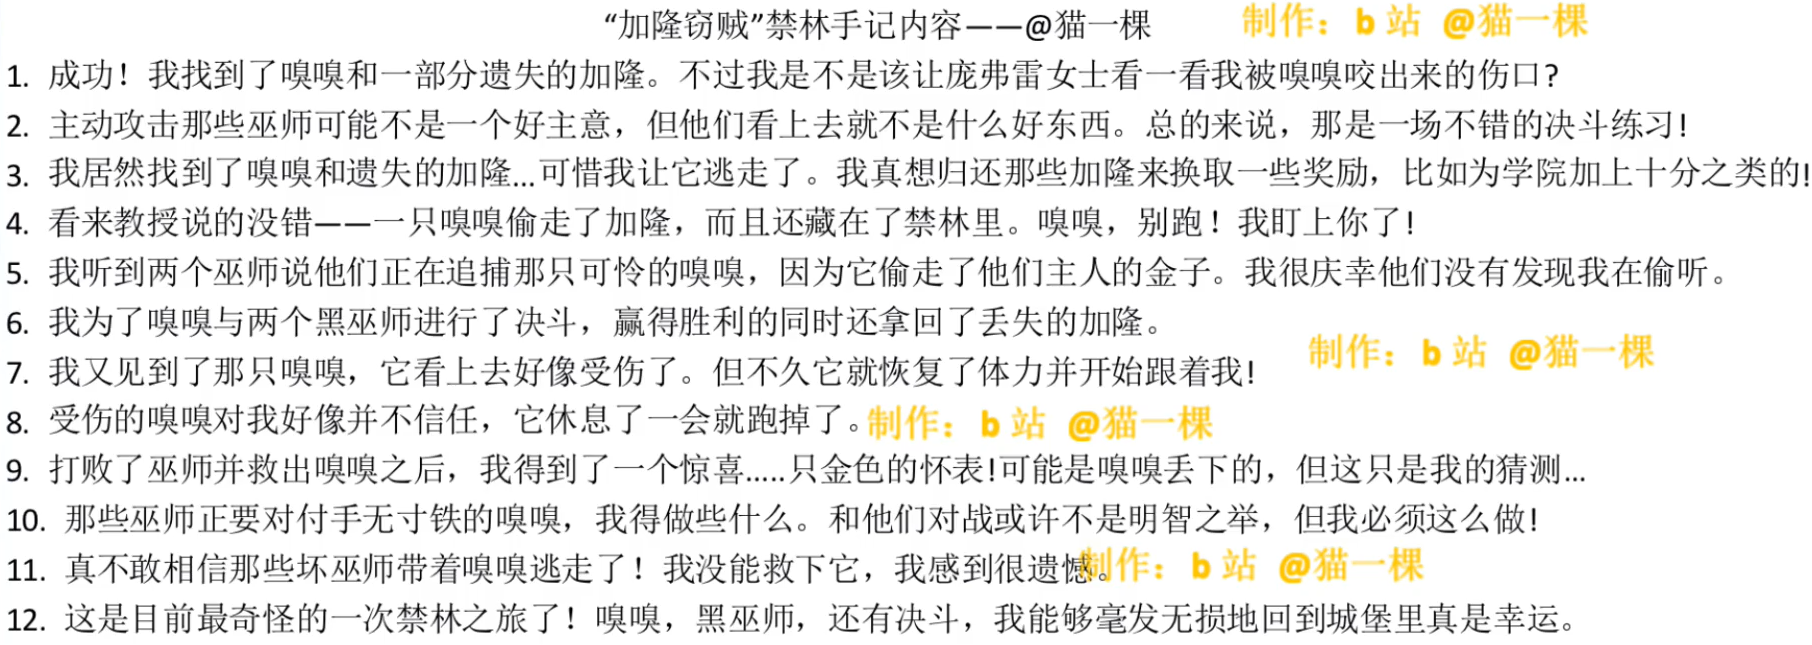 “加隆窃贼”禁林手记内容——@猫一棵
制作：b 站 @猫一棵
1. 成功！我找到了嗅嗅和一部分遗失的加隆。不过我是不是该让庞弗雷女士看一看我被嗅嗅咬出来的伤口?
2. 主动攻击那些巫师可能不是一个好主意，但他们看上去就不是什么好东西。总的来说，那是一场不错的决斗练习!
3. 我居然找到了嗅嗅和遗失的加隆...可惜我让它逃走了。我真想归还那些加隆来换取一些奖励，比如为学院加上十分之类的!
4. 看来教授说的没错——一只嗅嗅偷走了加隆，而且还藏在了禁林里。嗅嗅，别跑！我盯上你了!
5. 我听到两个巫师说他们正在追捕那只可怜的嗅嗅，因为它偷走了他们主人的金子。我很庆幸他们没有发现我在偷听。
6. 我为了嗅嗅与两个黑巫师进行了决斗，赢得胜利的同时还拿回了丢失的加隆。
制作：b 站 @猫一棵
7. 我又见到了那只嗅嗅，它看上去好像受伤了。但不久它就恢复了体力并开始跟着我!
8. 受伤的嗅嗅对我好像并不信任，它休息了一会就跑掉了。
制作：b 站 @猫一棵
9. 打败了巫师并救出嗅嗅之后，我得到了一个惊喜.....只金色的怀表!可能是嗅嗅丢下的，但这只是我的猜测...
10. 那些巫师正要对付手无寸铁的嗅嗅，我得做些什么。和他们对战或许不是明智之举，但我必须这么做!
11. 真不敢相信那些坏巫师带着嗅嗅逃走了！我没能救下它，我感到很遗憾。
制作：b 站 @猫一棵
12. 这是目前最奇怪的一次禁林之旅了！嗅嗅，黑巫师，还有决斗，我能够毫发无损地回到城堡里真是幸运。